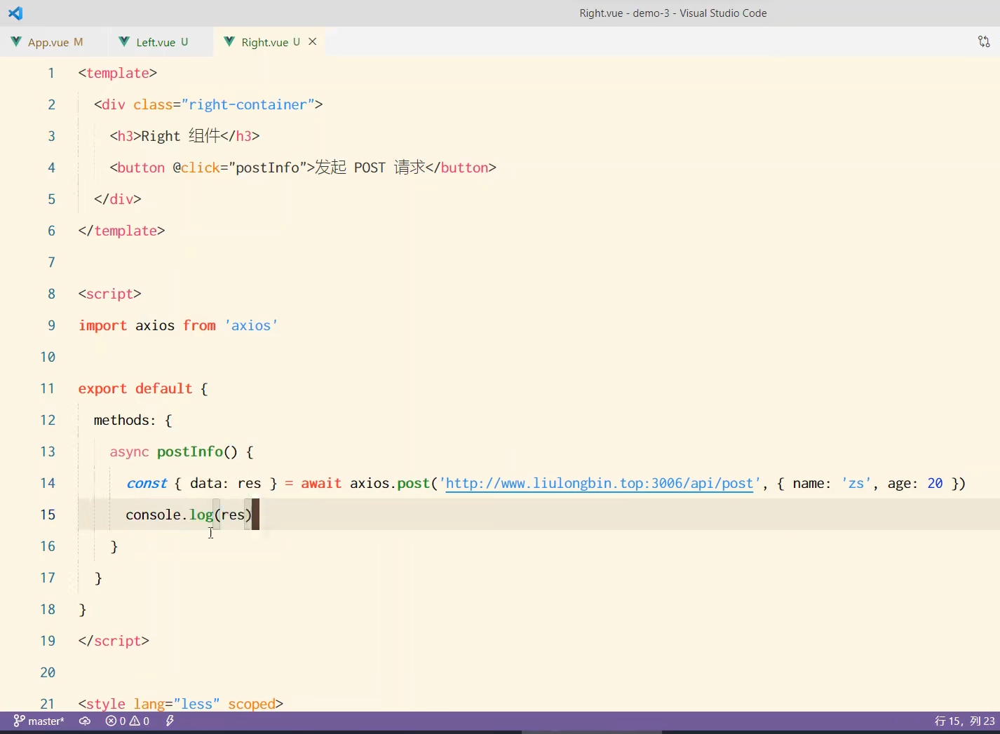 Right.vue - demo-3 - Visual Studio Code
App.vue M Left.vue U Right.vue U
1 <template>
2 <div class="right-container">
3 <h3>Right 组件</h3>
4 <button @click="postInfo">发起 POST 请求</button>
5 </div>
6 </template>
7
8 <script>
9 import axios from 'axios'
10
11 export default {
12 methods: {
13 async postInfo() {
14 const { data: res } = await axios.post('http://www.liulongbin.top:3006/api/post', { name: 'zs', age: 20 })
15 console.log(res)
16 }
17 }
18 }
19 </script>
20
21 <style lang="less" scoped>
master* 0 0 行 15，列 23